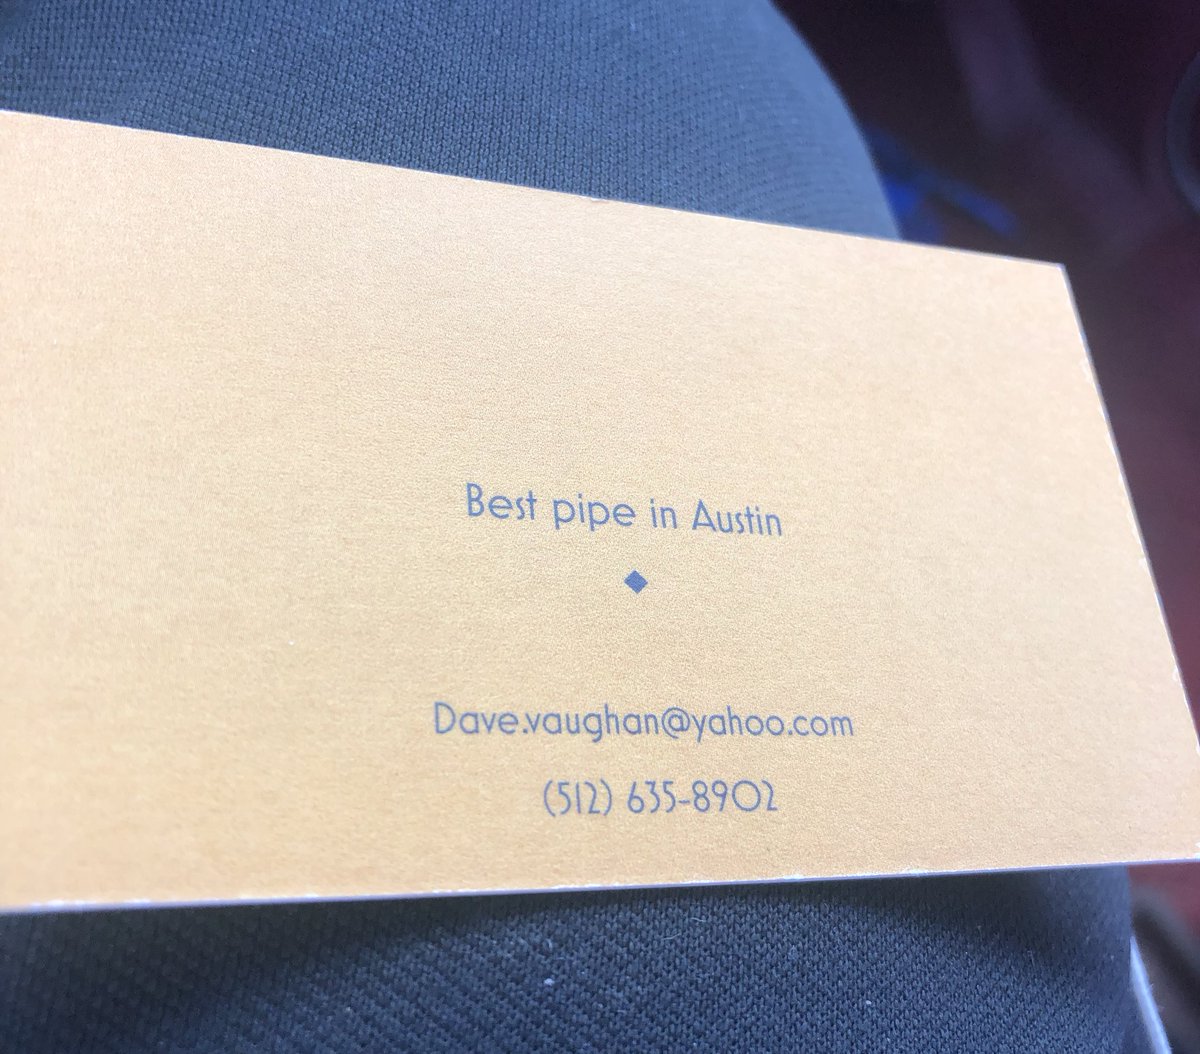 Best pipe in Austin
Dave.vaughan@yahoo.com
(512) 635-8902